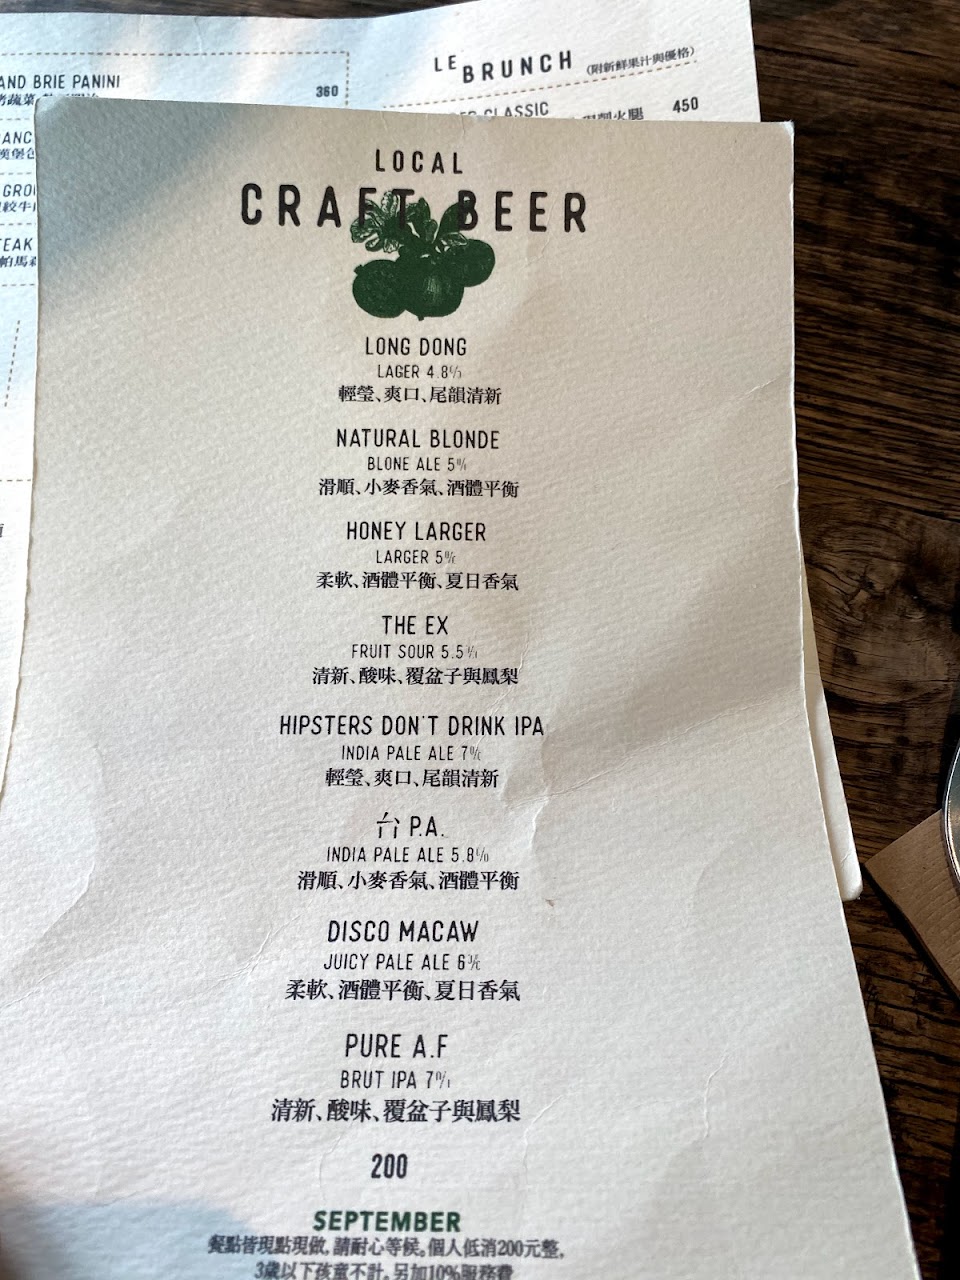 AND BRIE PANINI
360
LE BRUNCH (附新鮮果汁與優格)
CLASSIC
450
火腿
LOCAL
CRAFT BEER
LONG DONG
LAGER 4.8%
輕瑩、爽口、尾韻清新
NATURAL BLONDE
BLONE ALE 5%
滑順、小麥香氣、酒體平衡
HONEY LARGER
LARGER 5%
柔軟、酒體平衡、夏日香氣
THE EX
FRUIT SOUR 5.5%
清新、酸味、覆盆子與鳳梨
HIPSTERS DON'T DRINK IPA
INDIA PALE ALE 7%
輕瑩、爽口、尾韻清新
台 P.A.
INDIA PALE ALE 5.8%
滑順、小麥香氣、酒體平衡
DISCO MACAW
JUICY PALE ALE 6%
柔軟、酒體平衡、夏日香氣
PURE A.F
BRUT IPA 7%
清新、酸味、覆盆子與鳳梨
200
SEPTEMBER
餐點皆現點現做,請耐心等候。個人低消200元整,
3歲以下孩童不計。另加10%服務費